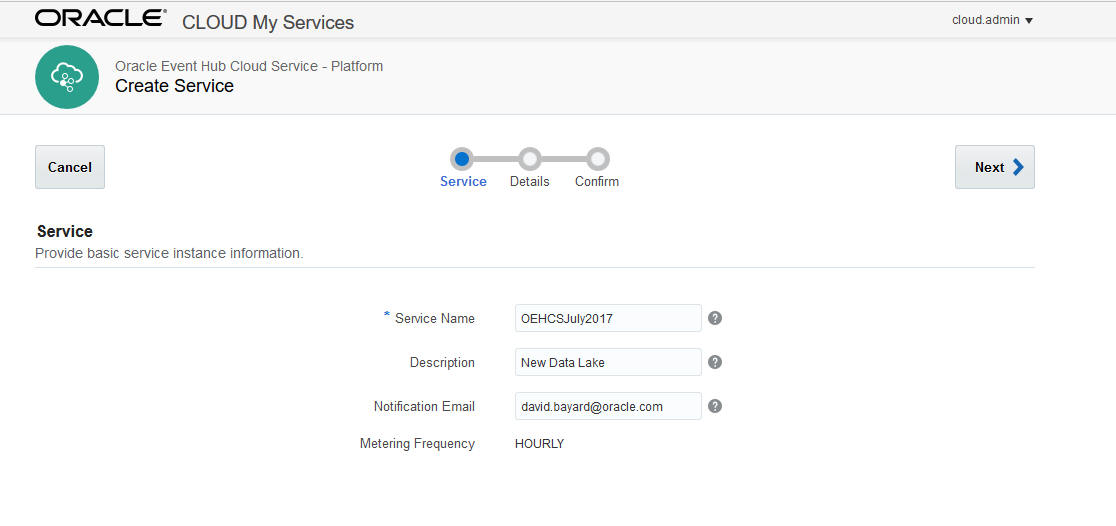 ORACLE® CLOUD My Services
cloud.admin
Oracle Event Hub Cloud Service - Platform
Create Service
Cancel
Service Details Confirm
Next
Service
Provide basic service instance information.
* Service Name OEHCSJuly2017 ?
Description New Data Lake ?
Notification Email david.bayard@oracle.com ?
Metering Frequency HOURLY